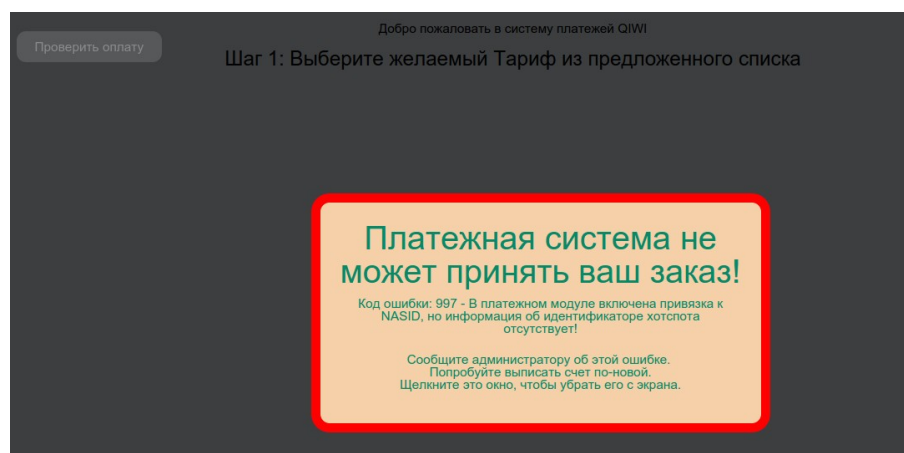 Добро пожаловать в систему платежей QIWI
Проверить оплату
Шаг 1: Выберите желаемый Тариф из предложенного списка
Платежная система не
может принять ваш заказ!
Код ошибки: 997 - В платежном модуле включена привязка к
NASID, но информация об идентификаторе хотспота
отсутствует!
Сообщите администратору об этой ошибке.
Попробуйте выписать счет по-новой.
Щелкните это окно, чтобы убрать его с экрана.